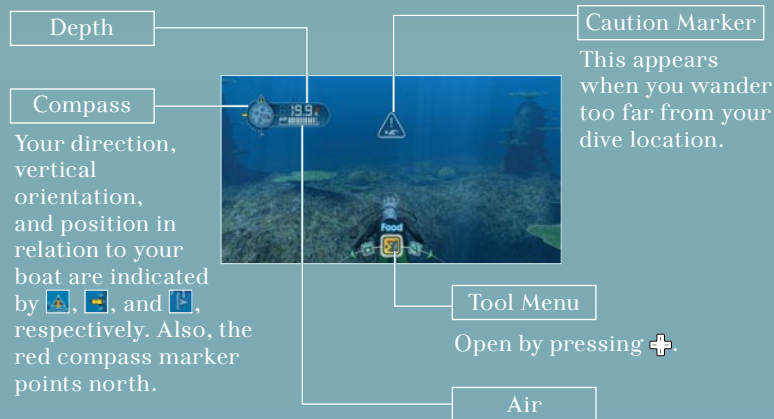 Depth
Caution Marker
This appears
when you wander
too far from your
dive location.
Compass
Your direction,
vertical
orientation,
and position in
relation to your
boat are indicated
by , , and ,
respectively. Also, the
red compass marker
points north.
19.9
Food
Tool Menu
Open by pressing .
Air